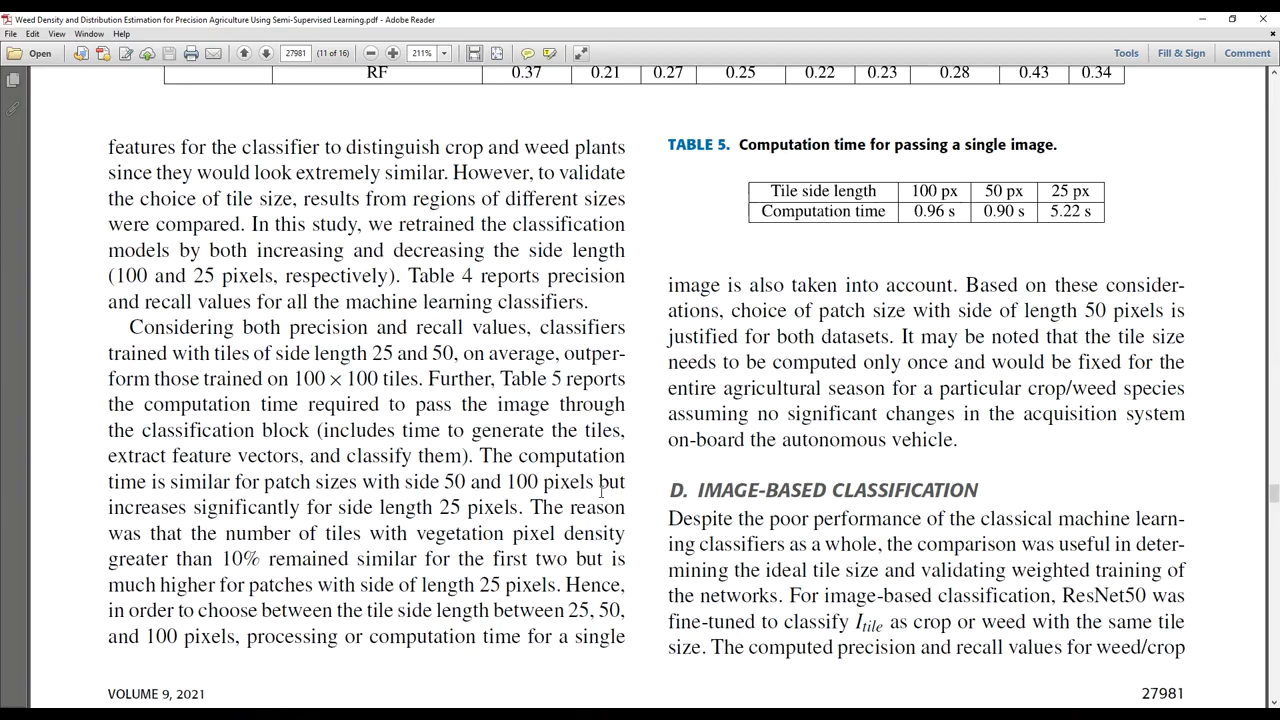 Weed Density and Distribution Estimation for Precision Agriculture Using Semi-Supervised Learning.pdf - Adobe Reader
File Edit View Window Help
Open 27981 (11 of 16) 211% Tools Fill & Sign Comment
RF 0.37 0.21 0.27 0.25 0.22 0.23 0.28 0.43 0.34
features for the classifier to distinguish crop and weed plants
since they would look extremely similar. However, to validate
the choice of tile size, results from regions of different sizes
were compared. In this study, we retrained the classification
models by both increasing and decreasing the side length
(100 and 25 pixels, respectively). Table 4 reports precision
and recall values for all the machine learning classifiers.
Considering both precision and recall values, classifiers
trained with tiles of side length 25 and 50, on average, outper-
form those trained on 100 × 100 tiles. Further, Table 5 reports
the computation time required to pass the image through
the classification block (includes time to generate the tiles,
extract feature vectors, and classify them). The computation
time is similar for patch sizes with side 50 and 100 pixels but
increases significantly for side length 25 pixels. The reason
was that the number of tiles with vegetation pixel density
greater than 10% remained similar for the first two but is
much higher for patches with side of length 25 pixels. Hence,
in order to choose between the tile side length between 25, 50,
and 100 pixels, processing or computation time for a single
TABLE 5. Computation time for passing a single image.
Tile side length 100 px 50 px 25 px
Computation time 0.96 s 0.90 s 5.22 s
image is also taken into account. Based on these consider-
ations, choice of patch size with side of length 50 pixels is
justified for both datasets. It may be noted that the tile size
needs to be computed only once and would be fixed for the
entire agricultural season for a particular crop/weed species
assuming no significant changes in the acquisition system
on-board the autonomous vehicle.
D. IMAGE-BASED CLASSIFICATION
Despite the poor performance of the classical machine learn-
ing classifiers as a whole, the comparison was useful in deter-
mining the ideal tile size and validating weighted training of
the networks. For image-based classification, ResNet50 was
fine-tuned to classify I_tile as crop or weed with the same tile
size. The computed precision and recall values for weed/crop
VOLUME 9, 2021
27981